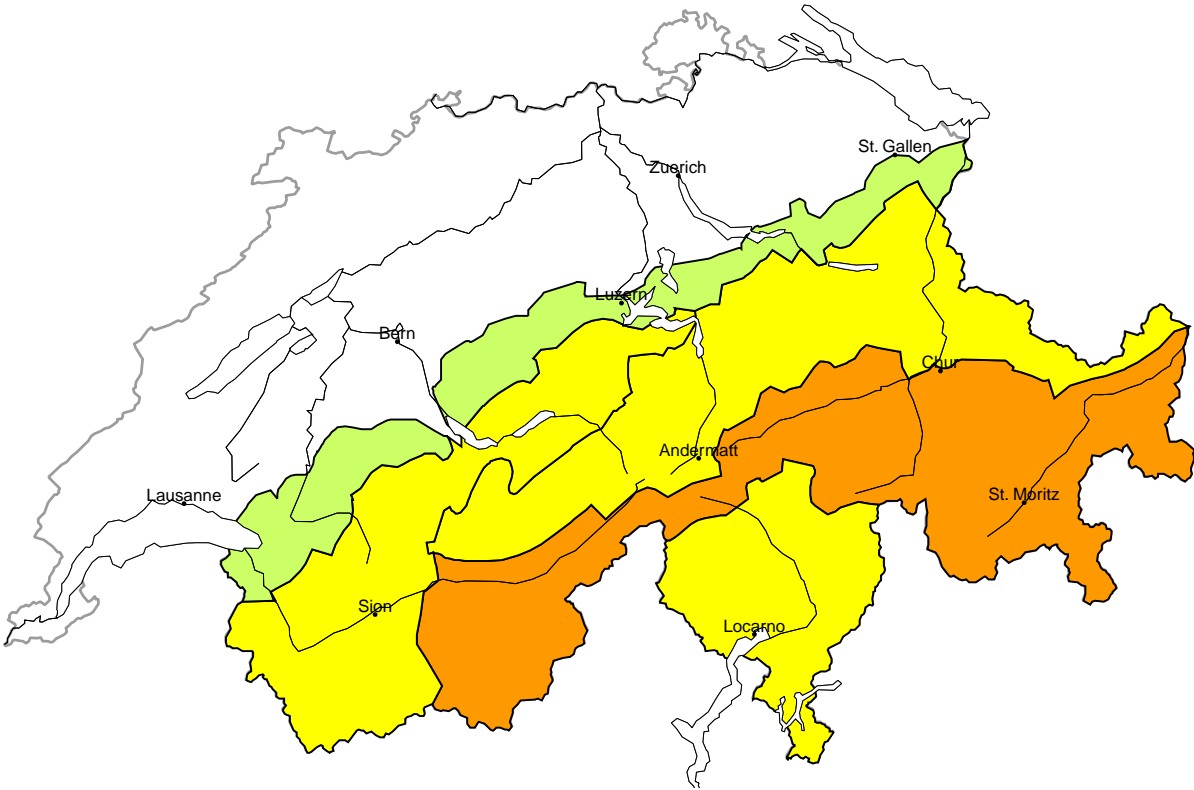 St. Gallen
Zuerich
Luzern
Bern
Chur
Andermatt
Lausanne
St. Moritz
Sion
Locarno